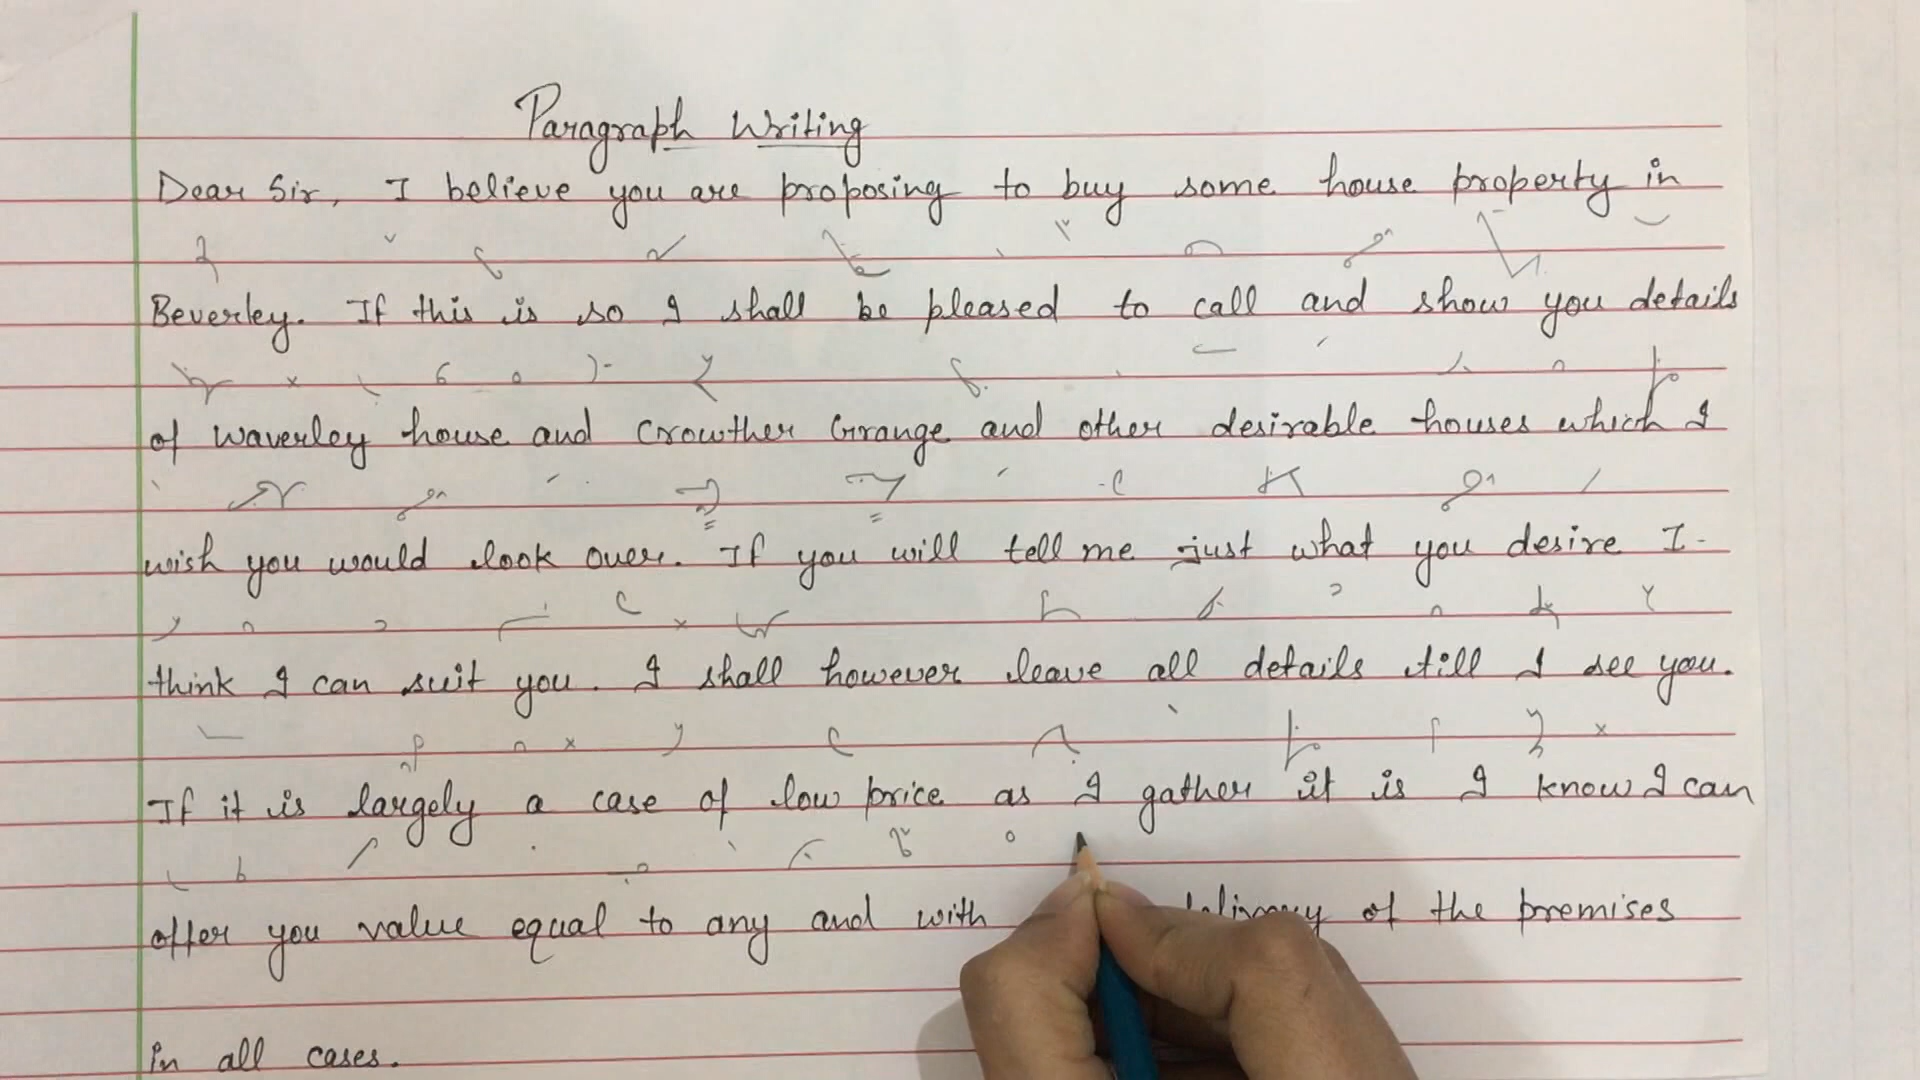 Paragraph Writing
Dear Sir, I believe you are proposing to buy some house property in
Beverley. If this is so I shall be pleased to call and show you details
of Waverley house and Crowther Grange and other desirable houses which I
wish you would look over. If you will tell me just what you desire I
think I can suit you. I shall however leave all details till I see you.
If it is largely a case of low price as I gather it is I know I can
offer you value equal to any and with of the premises
in all cases.